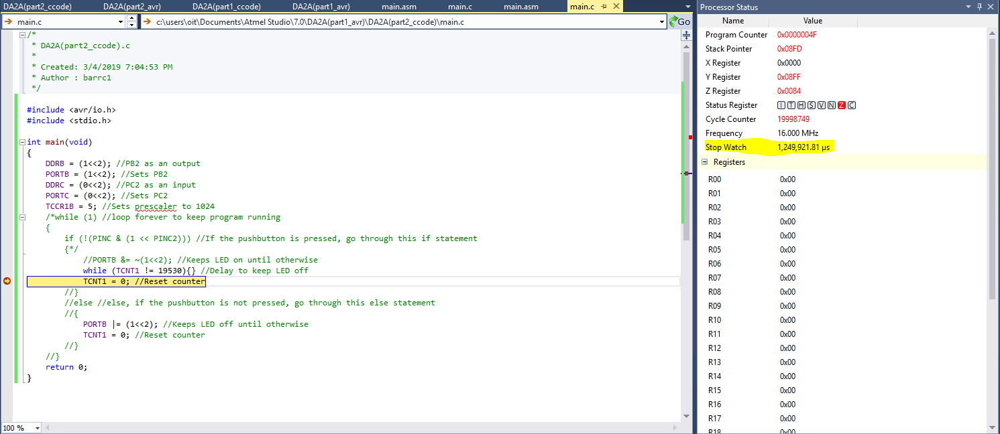 DA2A(part2_ccode) DA2A(part2_avr) DA2A(part1_ccode) DA2A(part1_avr) main.asm main.c main.asm main.c
main.c c:\users\oit\Documents\Atmel Studio\7.0\DA2A(part1_avr)\DA2A(part2_ccode)\main.c Go
/*
* DA2A(part2_ccode).c
*
* Created: 3/4/2019 7:04:53 PM
* Author : barrc1
*/
#include <avr/io.h>
#include <stdio.h>
int main(void)
{
DDRB = (1<<2); //PB2 as an output
PORTB = (1<<2); //Sets PB2
DDRC = (0<<2); //PC2 as an input
PORTC = (0<<2); //Sets PC2
TCCR1B = 5; //Sets prescaler to 1024
/*while (1) //loop forever to keep program running
{
if (!(PINC & (1 << PINC2))) //If the pushbutton is pressed, go through this if statement
{*/
//PORTB &= ~(1<<2); //Keeps LED on until otherwise
while (TCNT1 != 19530){} //Delay to keep LED off
TCNT1 = 0; //Reset counter
//}
//else //else, if the pushbutton is not pressed, go through this else statement
//{
PORTB |= (1<<2); //Keeps LED off until otherwise
TCNT1 = 0; //Reset counter
//}
//}
return 0;
}
100 %
Processor Status
Name Value
Program Counter 0x0000004F
Stack Pointer 0x08FD
X Register 0x0000
Y Register 0x08FF
Z Register 0x0084
Status Register I T H S V N Z C
Cycle Counter 19998749
Frequency 16.000 MHz
Stop Watch 1,249,921.81 µs
Registers
R00 0x00
R01 0x00
R02 0x00
R03 0x00
R04 0x00
R05 0x00
R06 0x00
R07 0x00
R08 0x00
R09 0x00
R10 0x00
R11 0x00
R12 0x00
R13 0x00
R14 0x00
R15 0x00
R16 0x00
R17 0x00
R18 0x00